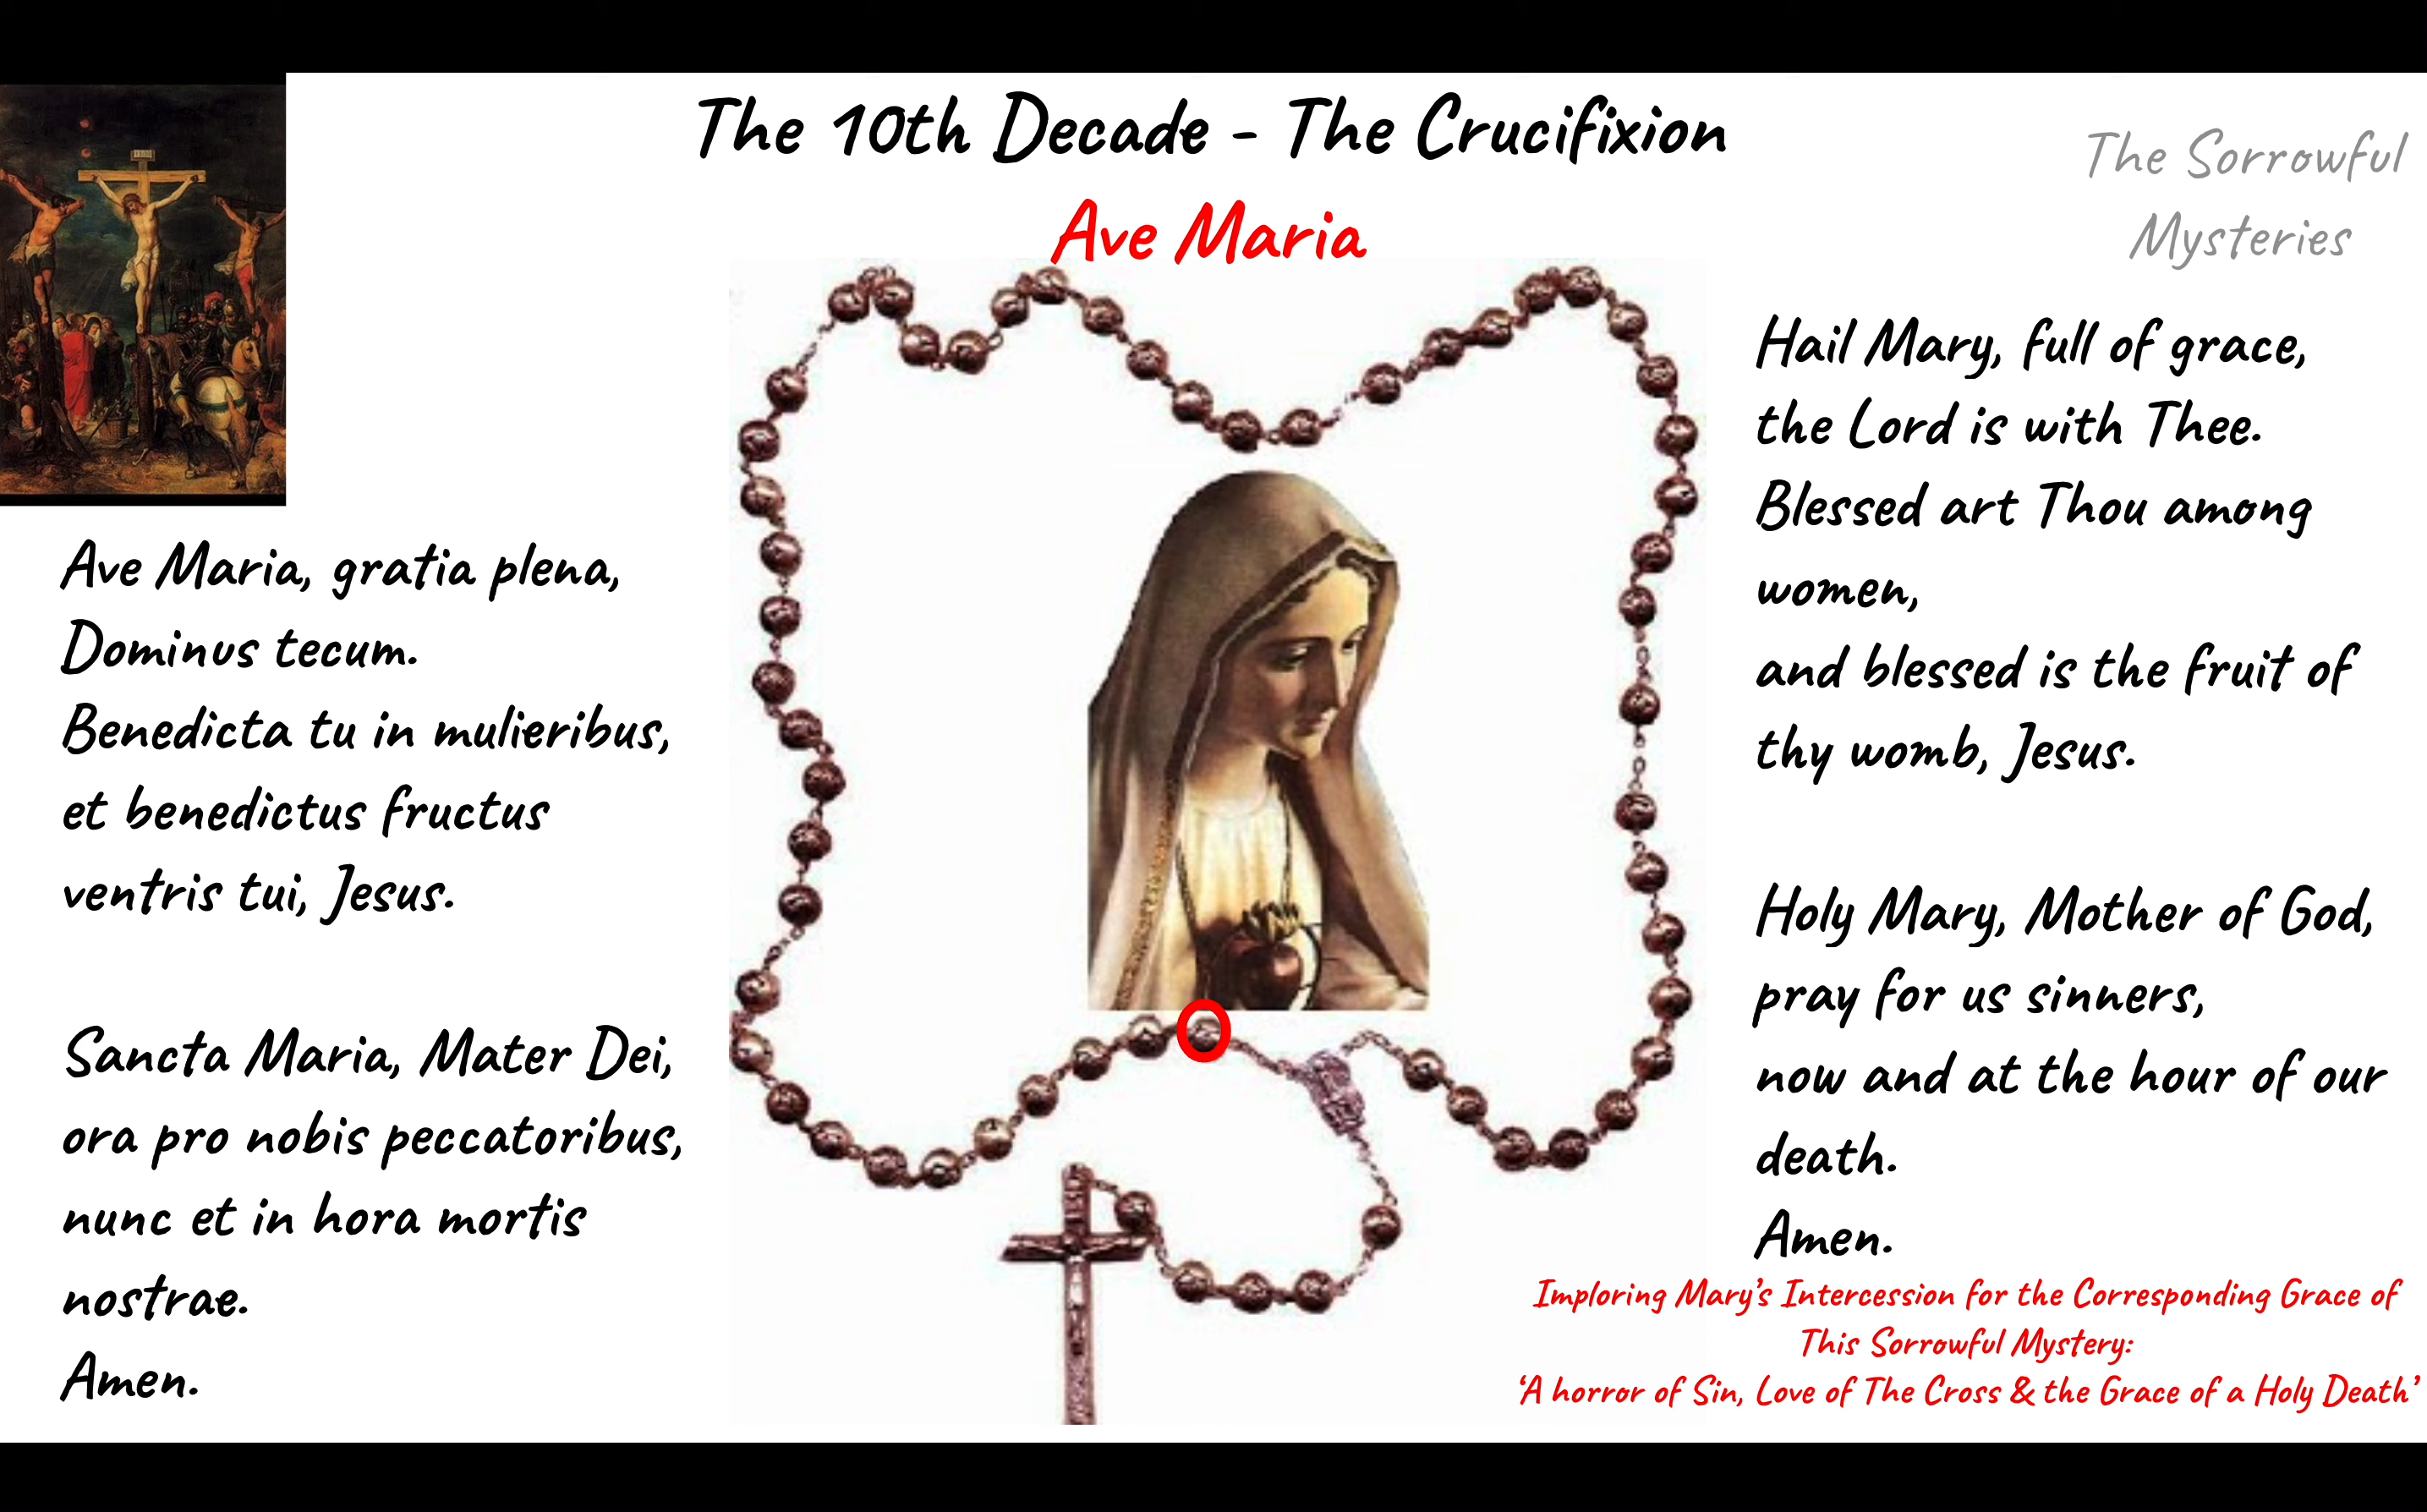 The 10th Decade - The Crucifixion
Ave Maria
The Sorrowful
Mysteries
Ave Maria, gratia plena,
Dominus tecum.
Benedicta tu in mulieribus,
et benedictus fructus
ventris tui, Jesus.
Sancta Maria, Mater Dei,
ora pro nobis peccatoribus,
nunc et in hora mortis
nostrae.
Amen.
Hail Mary, full of grace,
the Lord is with Thee.
Blessed art Thou among
women,
and blessed is the fruit of
thy womb, Jesus.
Holy Mary, Mother of God,
pray for us sinners,
now and at the hour of our
death.
Amen.
Imploring Mary's Intercession for the Corresponding Grace of
This Sorrowful Mystery:
‘A horror of Sin, Love of The Cross & the Grace of a Holy Death’